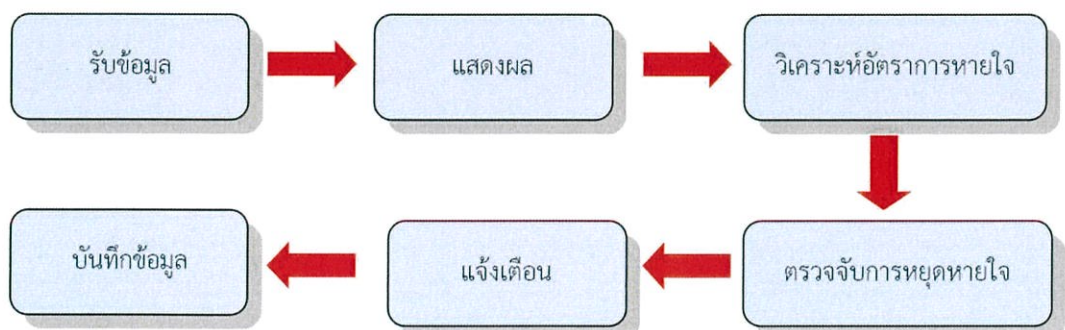 รับข้อมูล
แสดงผล
วิเคราะห์อัตราการหายใจ
ตรวจจับการหยุดหายใจ
แจ้งเตือน
บันทึกข้อมูล